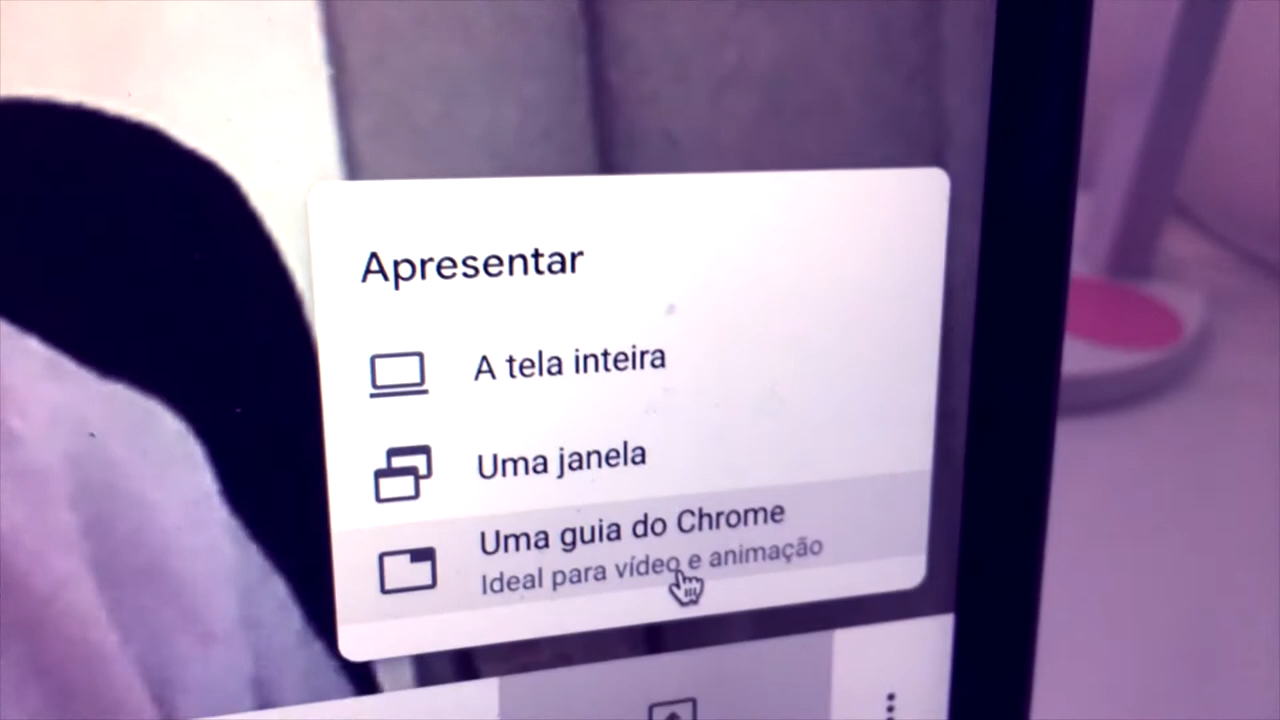 Apresentar
A tela inteira
Uma janela
Uma guia do Chrome
Ideal para vídeo e animação